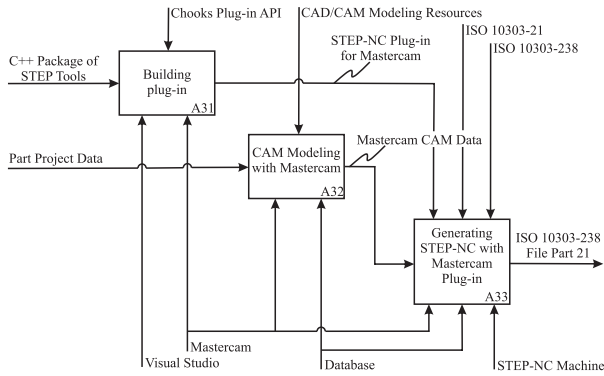 Chooks Plug-in API
CAD/CAM Modeling Resources
ISO 10303-21
ISO 10303-238
STEP-NC Plug-in
for Mastercam
C++ Package of
STEP Tools
Building
plug-in
A31
Mastercam CAM Data
Part Project Data
CAM Modeling
with Mastercam
A32
Generating
STEP-NC with
Mastercam
Plug-in
A33
ISO 10303-238
File Part 21
Mastercam
Visual Studio
Database
STEP-NC Machine